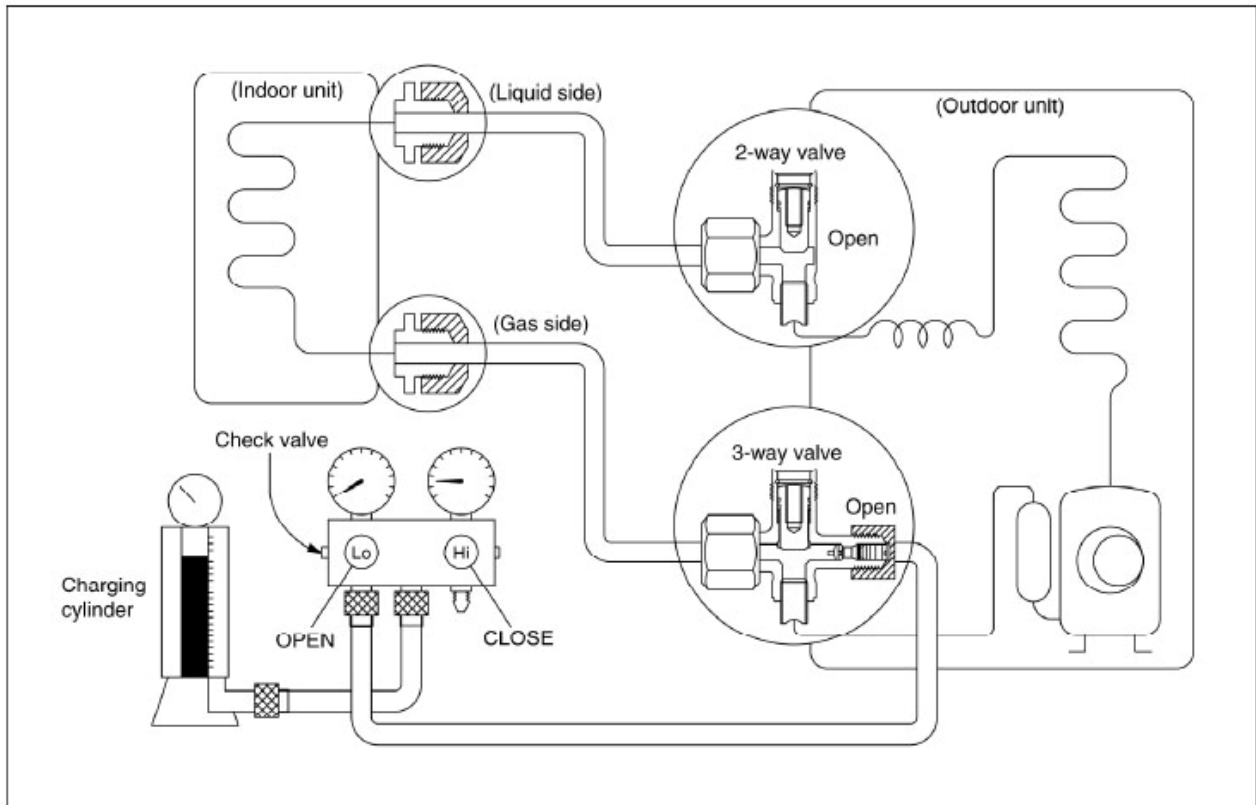 (Indoor unit)
(Liquid side)
(Outdoor unit)
2-way valve
Open
(Gas side)
Check valve
3-way valve
Open
Lo
Hi
Charging
cylinder
OPEN
CLOSE